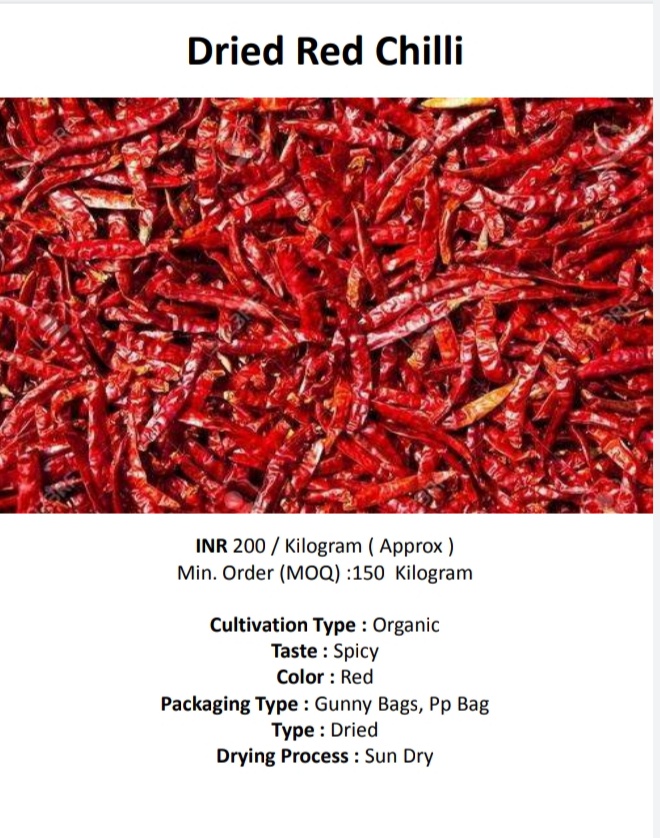 Dried Red Chilli
INR 200 / Kilogram ( Approx )
Min. Order (MOQ) :150  Kilogram
Cultivation Type : Organic
Taste : Spicy
Color : Red
Packaging Type : Gunny Bags, Pp Bag
Type : Dried
Drying Process : Sun Dry